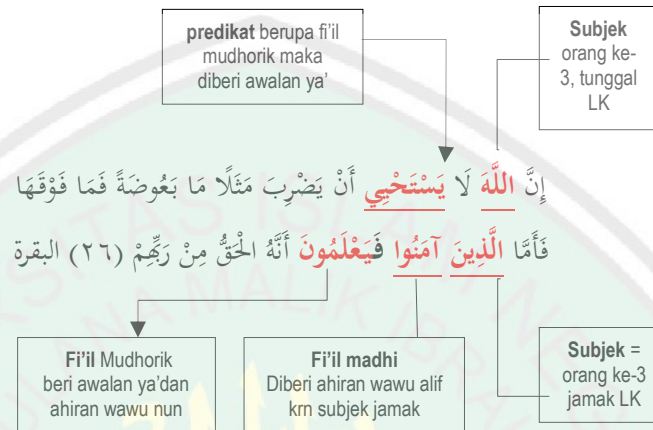 predikat berupa fi'il
mudhorik maka
diberi awalan ya'
Subjek
orang ke-
3, tunggal
LK
إِنَّ اللَّهَ لَا يَسْتَحْيِي أَنْ يَضْرِبَ مَثَلًا مَا بَعُوضَةً فَمَا فَوْقَهَا
فَأَمَّا الَّذِينَ آمَنُوا فَيَعْلَمُونَ أَنَّهُ الْحَقُّ مِنْ رَبِّهِمْ (٢٦) البقرة
Fi'il Mudhorik
beri awalan ya'dan
ahiran wawu nun
Fi'il madhi
Diberi ahiran wawu alif
krn subjek jamak
Subjek =
orang ke-3
jamak LK